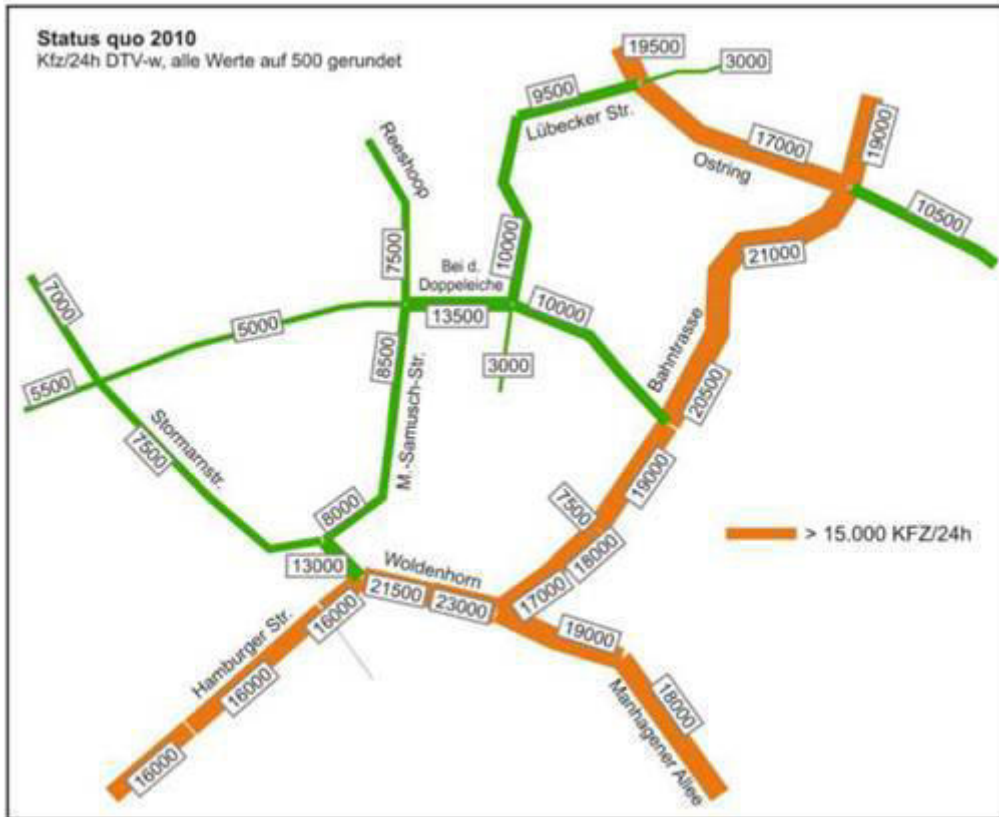 Status quo 2010
Kfz/24h DTV-w, alle Werte auf 500 gerundet
19500
3000
9500
Lübecker Str.
17000
Ostring
19000
Reeshoop
10500
7500
Bei d.
Doppeleiche
10000
21000
7000
5000
13500
10000
5500
8500
3000
Bahntrasse
20500
M.-Samusch-Str.
7500
Stormarnstr.
19000
8000
7500
> 15.000 KFZ/24h
13000
Woldenhorn
18000
21500
23000
17000
16000
19000
Hamburger Str.
16000
18000
Manhagener Allee
16000